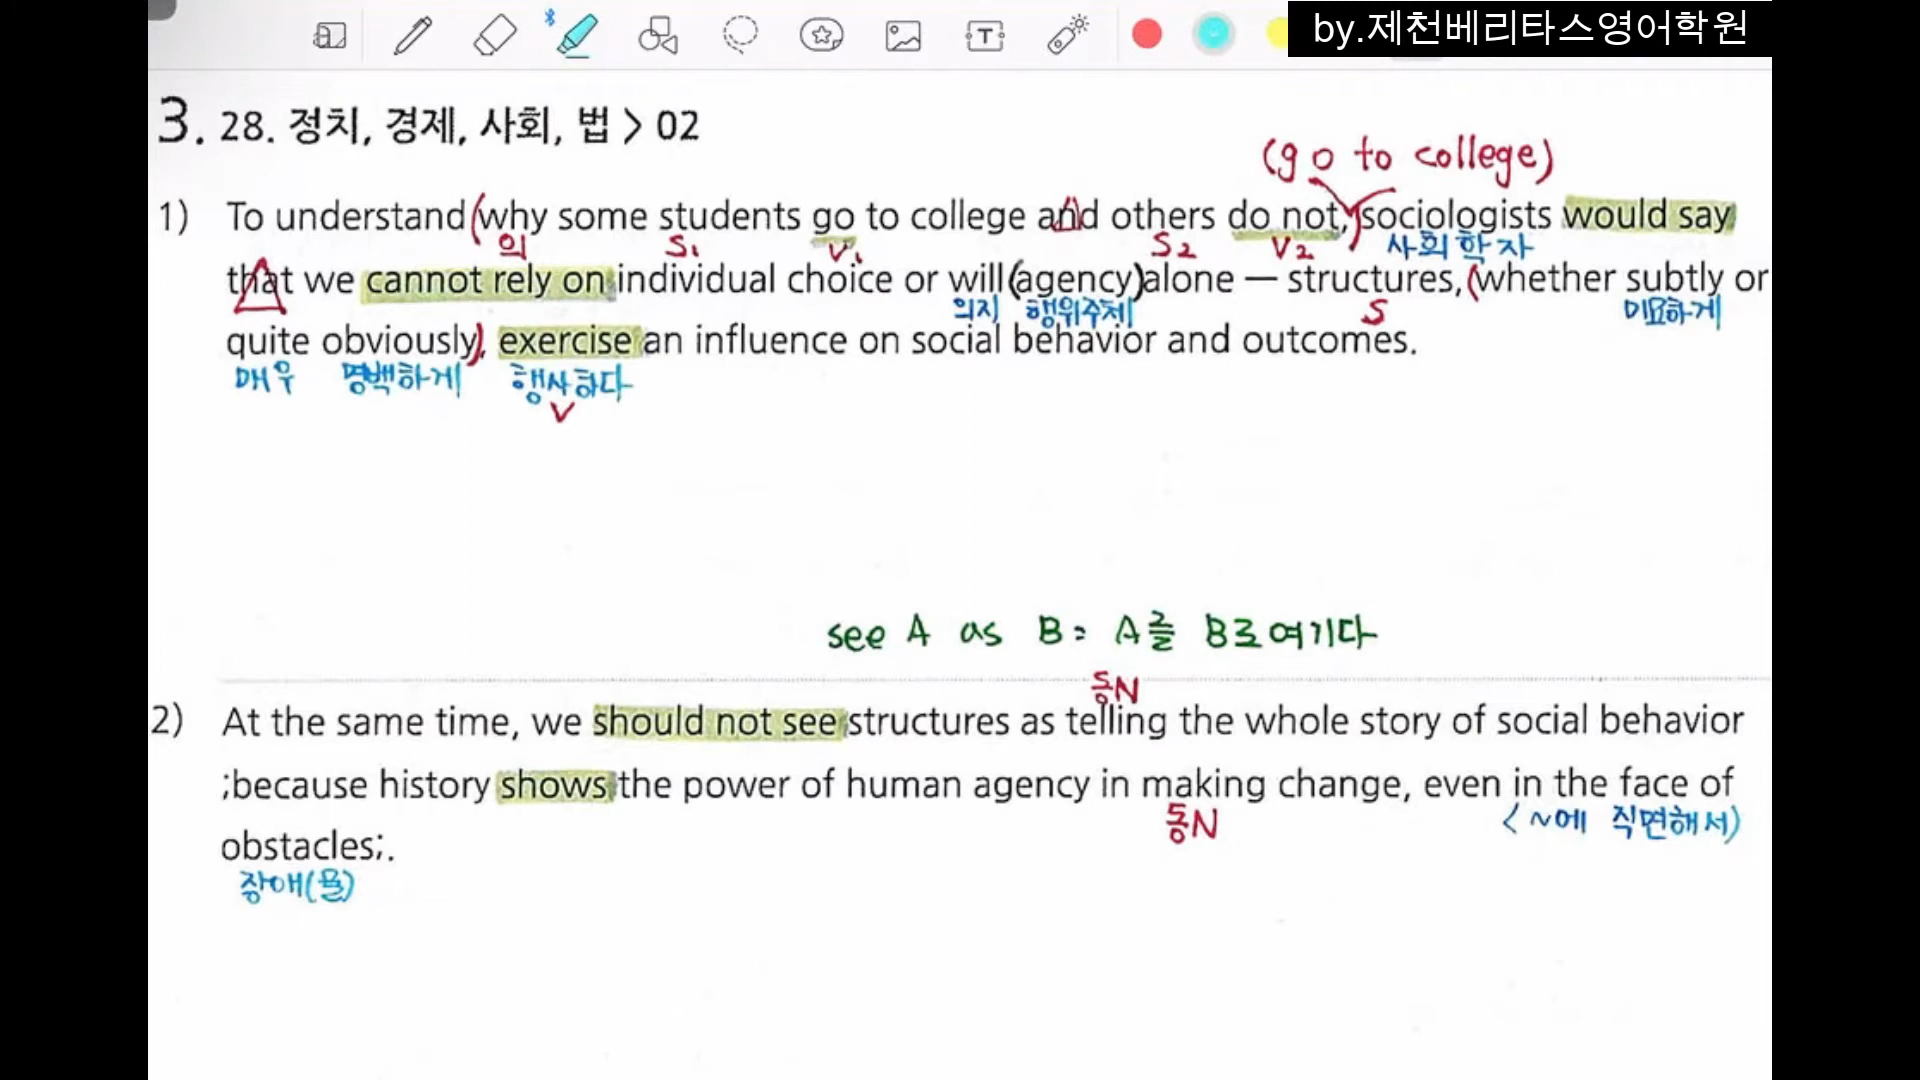 by.제천베리타스영어학원
3. 28. 정치, 경제, 사회, 법 > 02
(go to college)
1) To understand (why some students go to college and others do not,) sociologists would say
의 S₁ V₁ S₂ V₂ 사회학자
that we cannot rely on individual choice or will (agency) alone — structures, (whether subtly or
의지 행위주체 S 미묘하게
quite obviously), exercise an influence on social behavior and outcomes.
매우 명백하게 행사하다
V
see A as B = A를 B로 여기다
동N
2) At the same time, we should not see structures as telling the whole story of social behavior
;because history shows the power of human agency in making change, even in the face of
동N <~에 직면해서)
obstacles;.
장애(물)